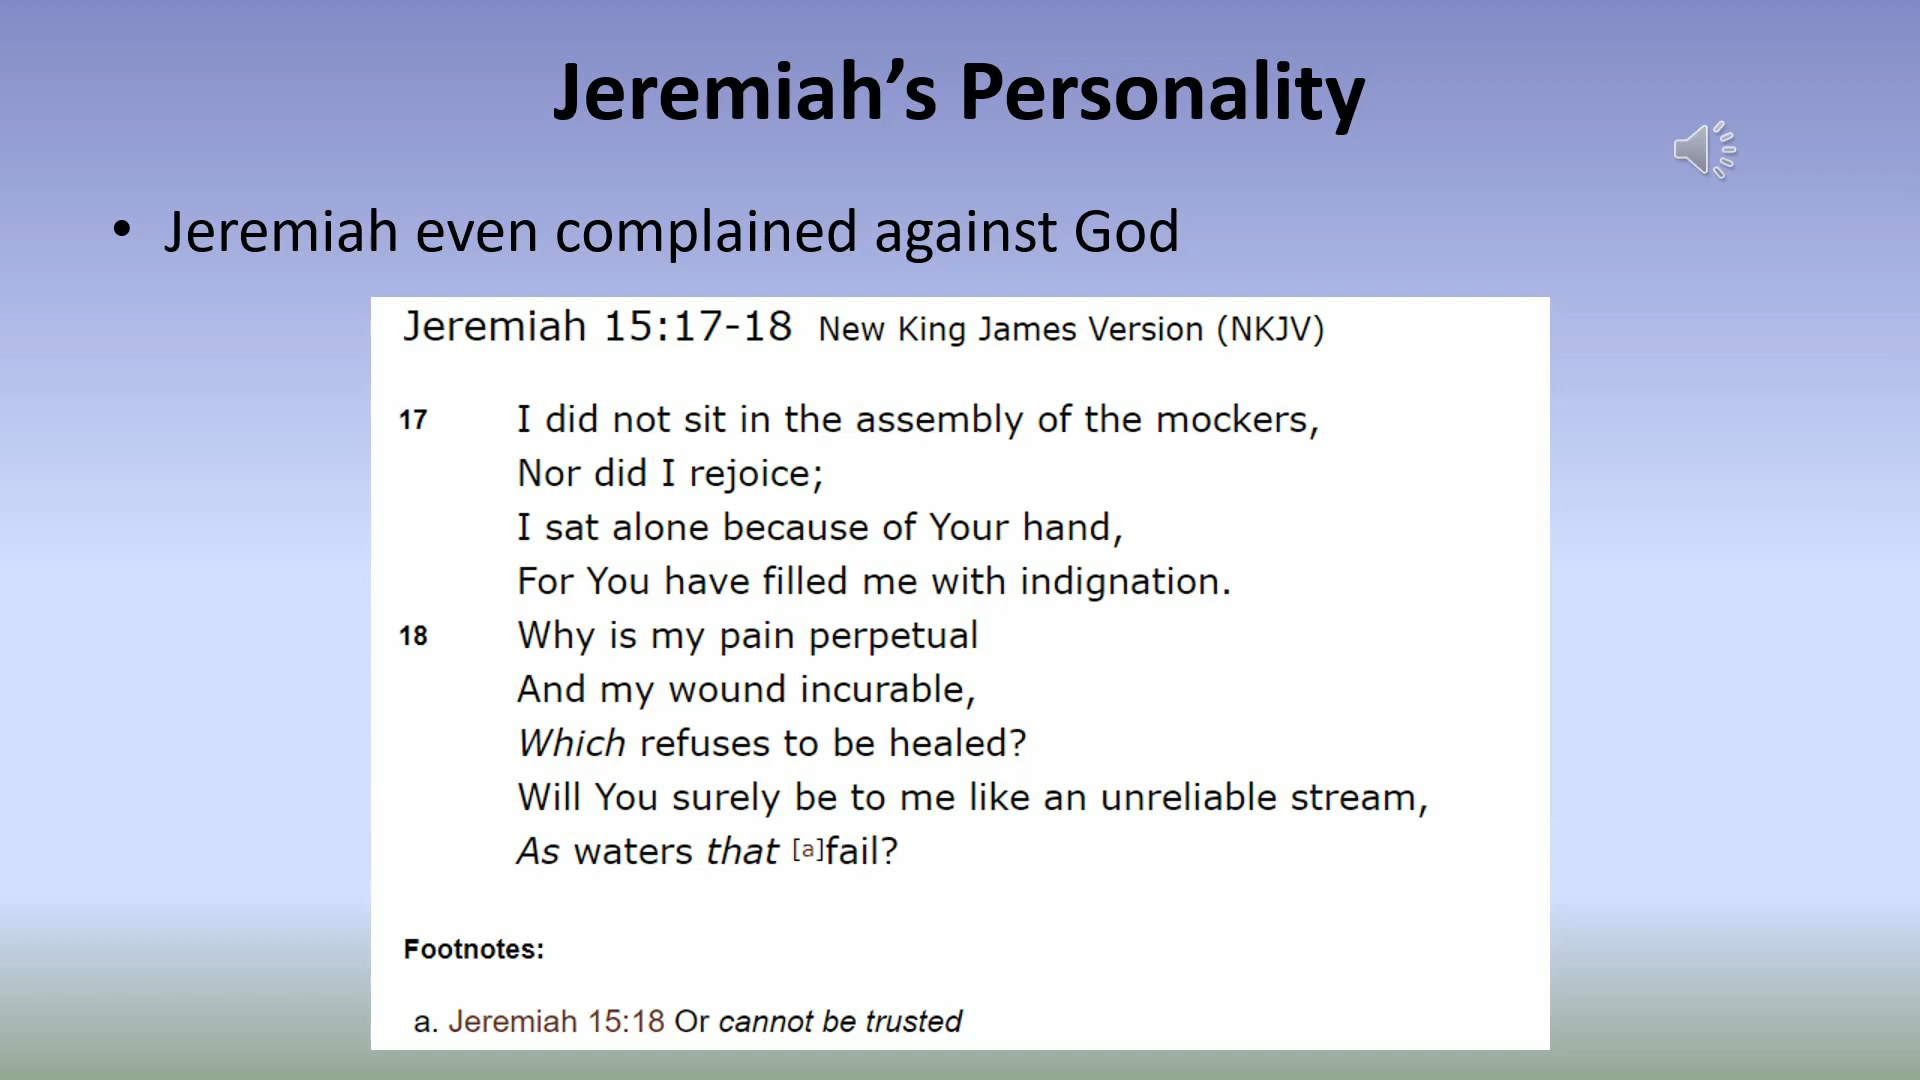 Jeremiah’s Personality
• Jeremiah even complained against God
Jeremiah 15:17-18 New King James Version (NKJV)
17 I did not sit in the assembly of the mockers,
Nor did I rejoice;
I sat alone because of Your hand,
For You have filled me with indignation.
18 Why is my pain perpetual
And my wound incurable,
Which refuses to be healed?
Will You surely be to me like an unreliable stream,
As waters that [a]fail?
Footnotes:
a. Jeremiah 15:18 Or cannot be trusted